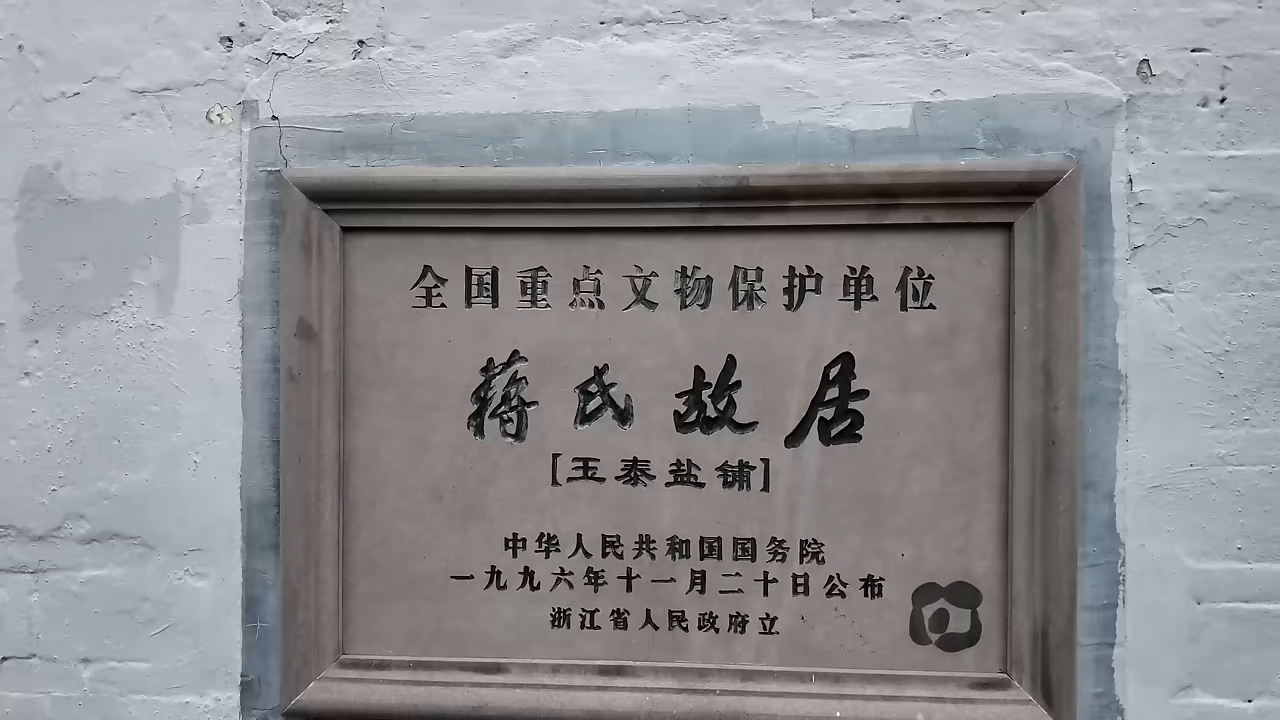 全国重点文物保护单位
蒋氏故居
[玉泰盐铺]
中华人民共和国国务院
一九九六年十一月二十日公布
浙江省人民政府立